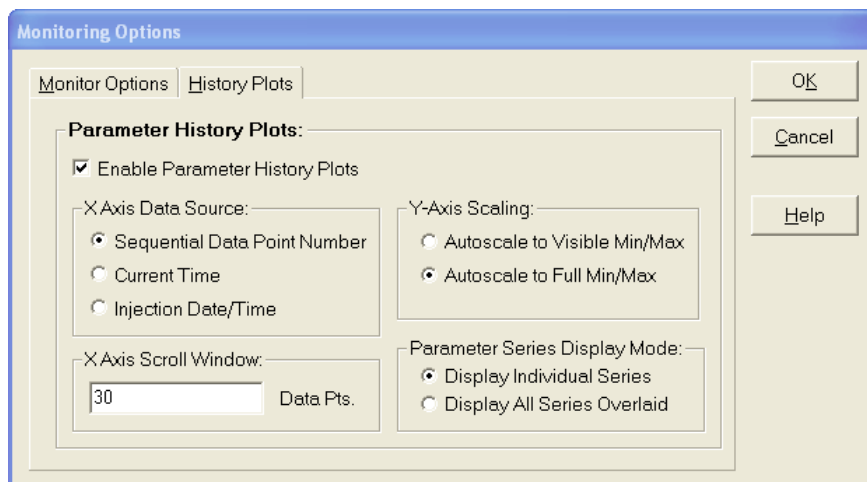 Monitoring Options
Monitor Options
History Plots
OK
Cancel
Help
Parameter History Plots:
Enable Parameter History Plots
X Axis Data Source:
Sequential Data Point Number
Current Time
Injection Date/Time
Y-Axis Scaling:
Autoscale to Visible Min/Max
Autoscale to Full Min/Max
X Axis Scroll Window:
30 Data Pts.
Parameter Series Display Mode:
Display Individual Series
Display All Series Overlaid